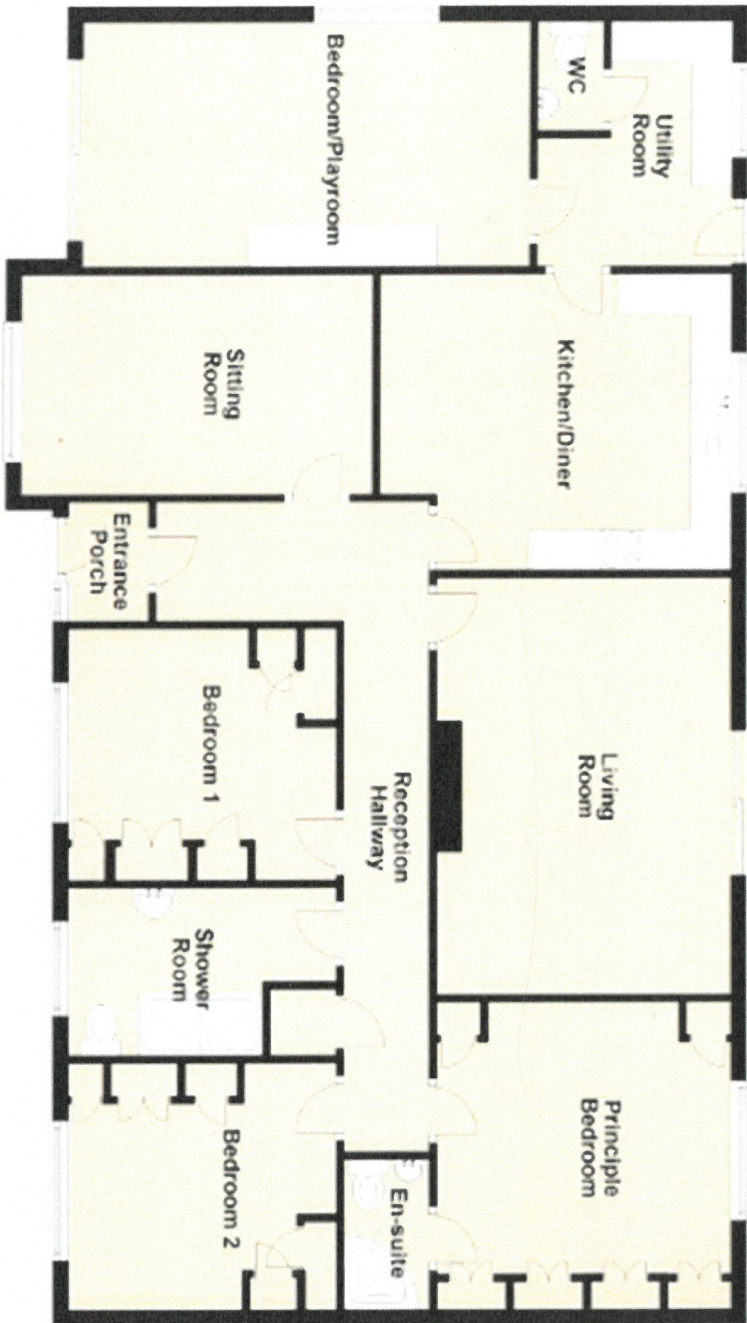 Bedroom/Playroom
WC
Utility
Room
Sitting
Room
Kitchen/Diner
Entrance
Porch
Bedroom 1
Reception
Hallway
Living
Room
Shower
Room
Bedroom 2
En-suite
Principle
Bedroom